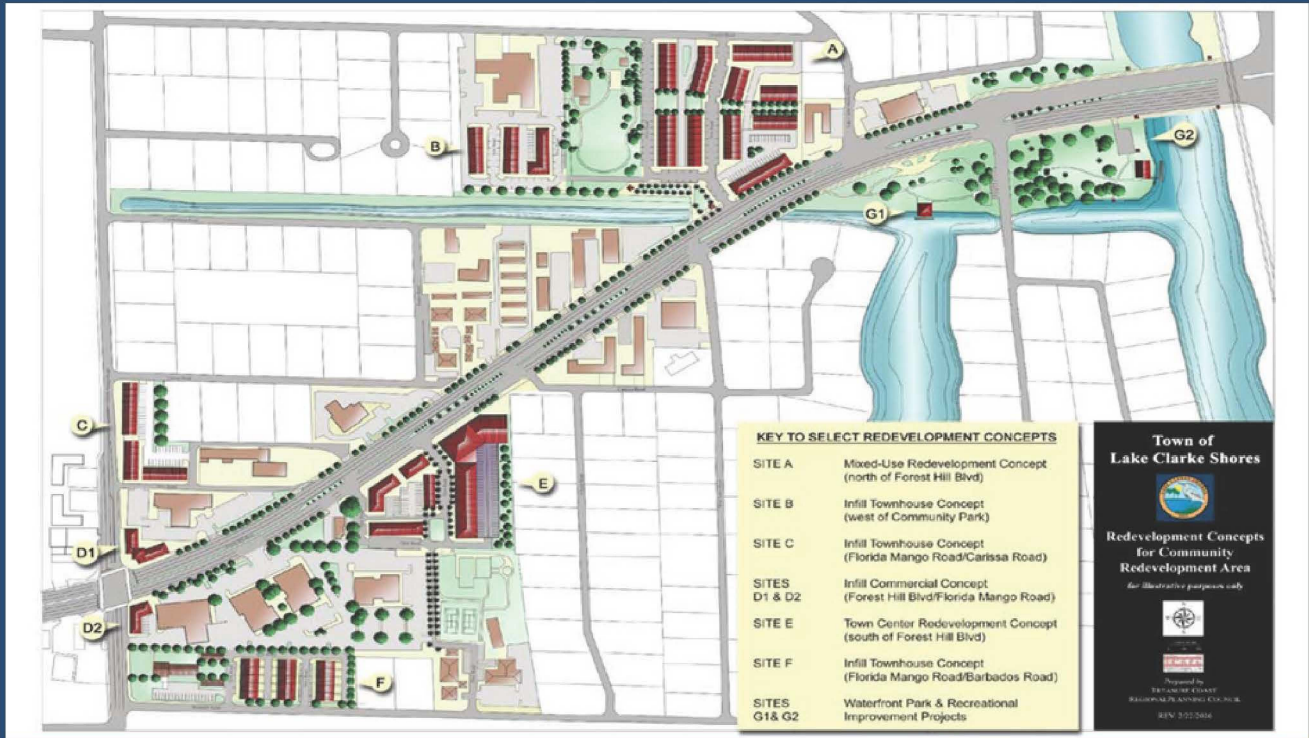 A
B
G2
G1
C
E
D1
D2
F
KEY TO SELECT REDEVELOPMENT CONCEPTS
SITE A Mixed-Use Redevelopment Concept
(north of Forest Hill Blvd)
SITE B Infill Townhouse Concept
(west of Community Park)
SITE C Infill Townhouse Concept
(Florida Mango Road/Carissa Road)
SITES Infill Commercial Concept
D1 & D2 (Forest Hill Blvd/Florida Mango Road)
SITE E Town Center Redevelopment Concept
(south of Forest Hill Blvd)
SITE F Infill Townhouse Concept
(Florida Mango Road/Barbados Road)
SITES Waterfront Park & Recreational
G1& G2 Improvement Projects
Town of
Lake Clarke Shores
Redevelopment Concepts
for Community
Redevelopment Area
for illustrative purposes only
Prepared by
TREASURE COAST
REGIONAL PLANNING COUNCIL